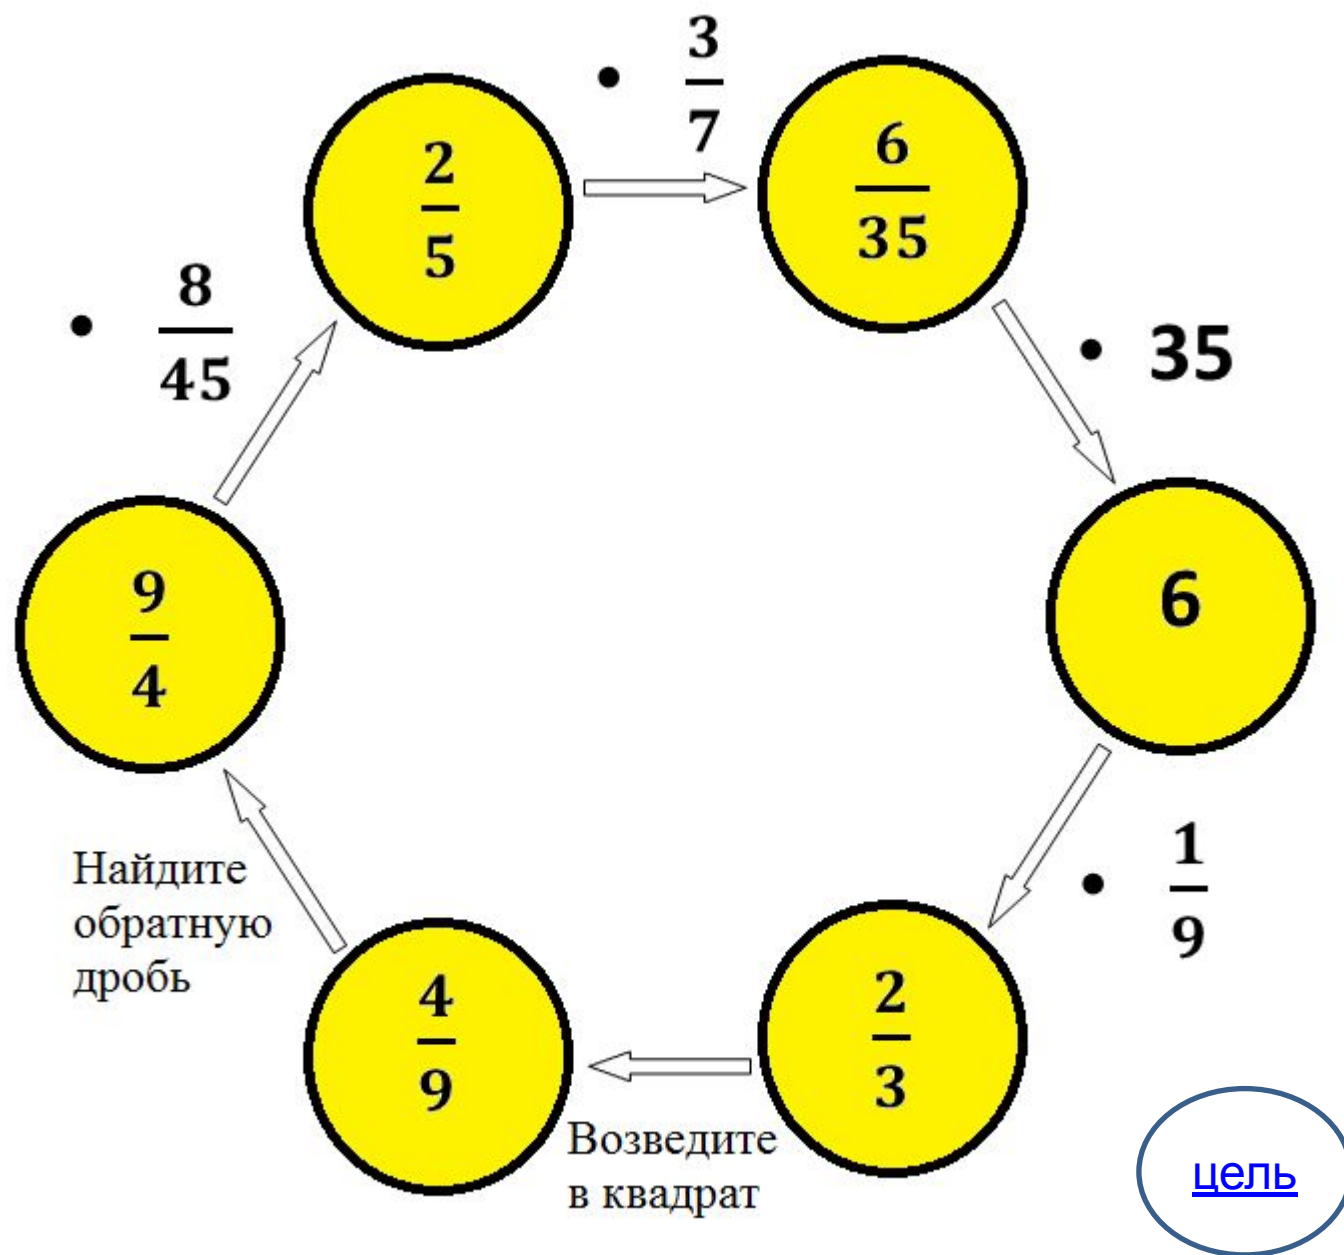 • 3/7
2/5
6/35
• 8/45
• 35
9/4
6
Найдите
обратную
дробь
• 1/9
4/9
2/3
Возведите
в квадрат
цель